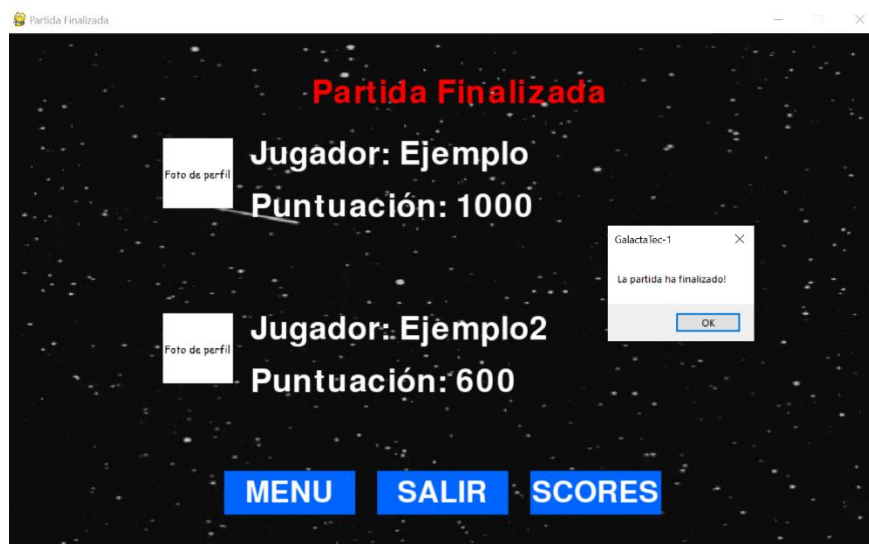 Partida Finalizada
Partida Finalizada
Jugador: Ejemplo
Foto de perfil
Puntuación: 1000
GalactaTec-1
La partida ha finalizado!
OK
Jugador: Ejemplo2
Foto de perfil
Puntuación: 600
MENU SALIR SCORES